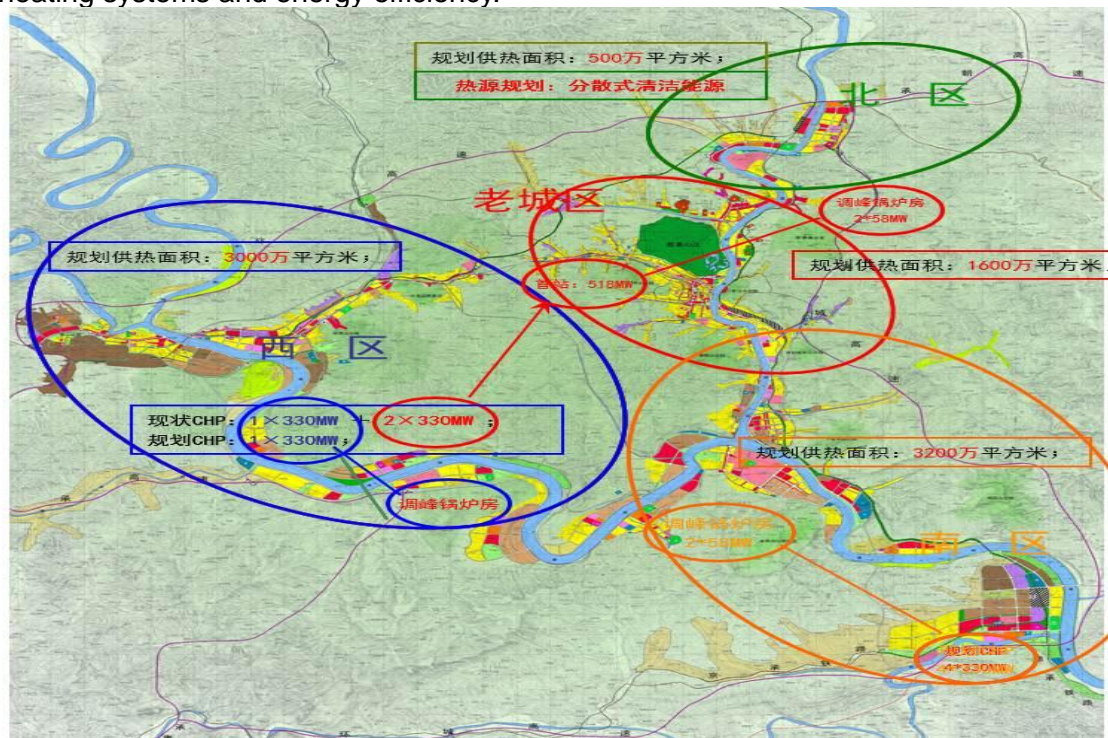 heating systems and energy efficiency.
规划供热面积：500万平方米；
热源规划：分散式清洁能源
北 区
老城区
调峰锅炉房
2*58MW
规划供热面积：3000万平方米；
规划供热面积：1600万平方米
首站：518MW
西 区
现状CHP：1×330MW + 2×330MW；
规划CHP：1×330MW；
规划供热面积：3200万平方米；
调峰锅炉房
调峰锅炉房
2*58MW
南 区
规划CHP
4*330MW